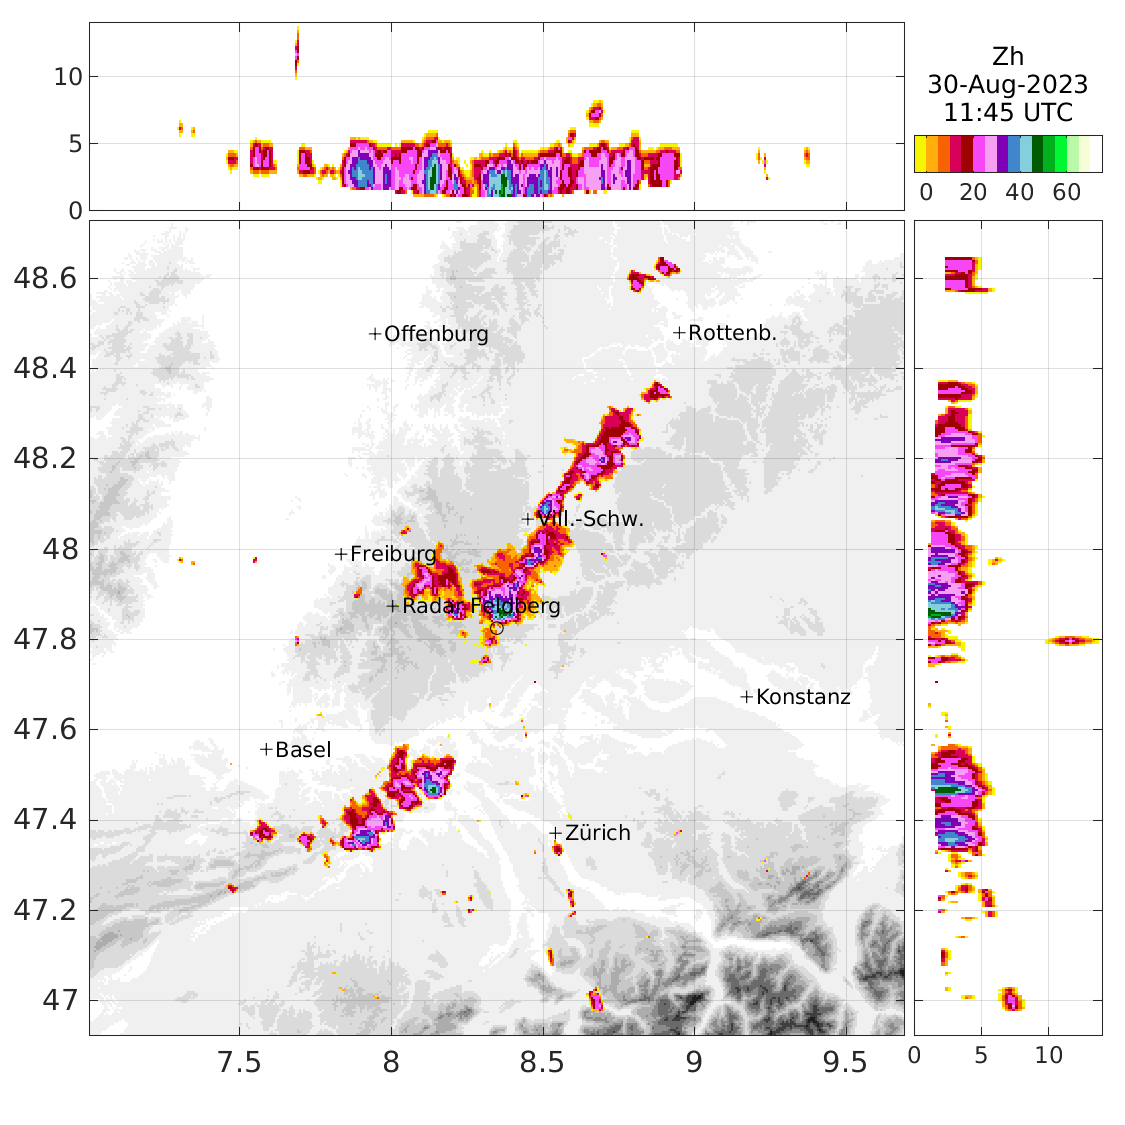 Zh
30-Aug-2023
11:45 UTC
0 20 40 60
10
5
0
48.6
48.4
48.2
48
47.8
47.6
47.4
47.2
47
Offenburg
Rottenb.
Vill.-Schw.
Freiburg
Radar Feldberg
Konstanz
Basel
Zürich
7.5 8 8.5 9 9.5
0 5 10